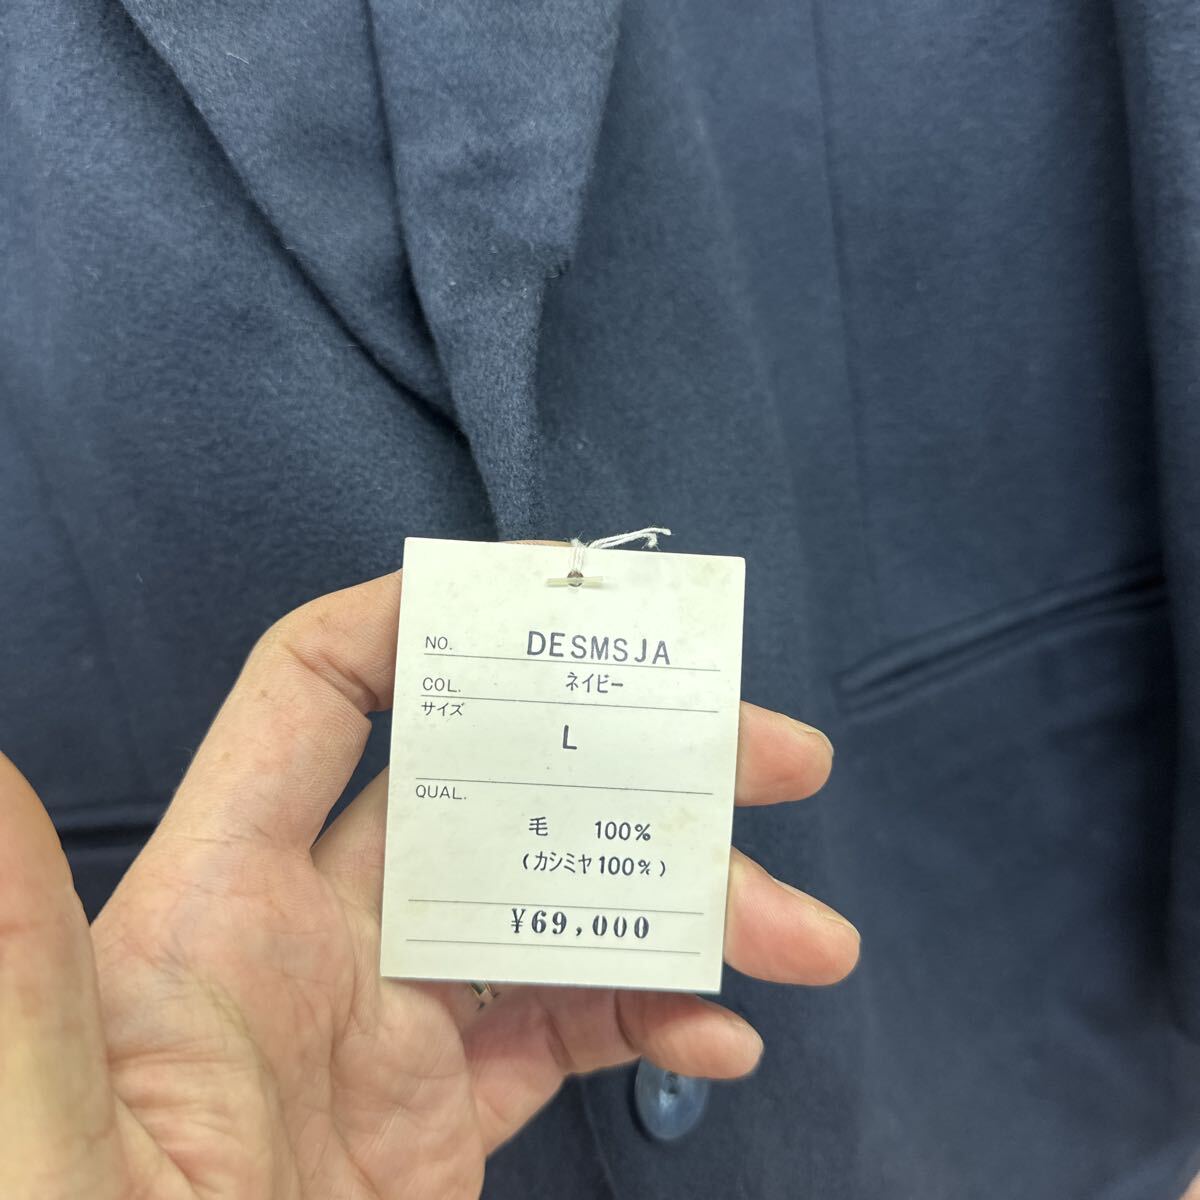 NO. DESMSJA
COL. ネイビー
サイズ
L
QUAL.
毛 100%
(カシミヤ100%)
¥69,000